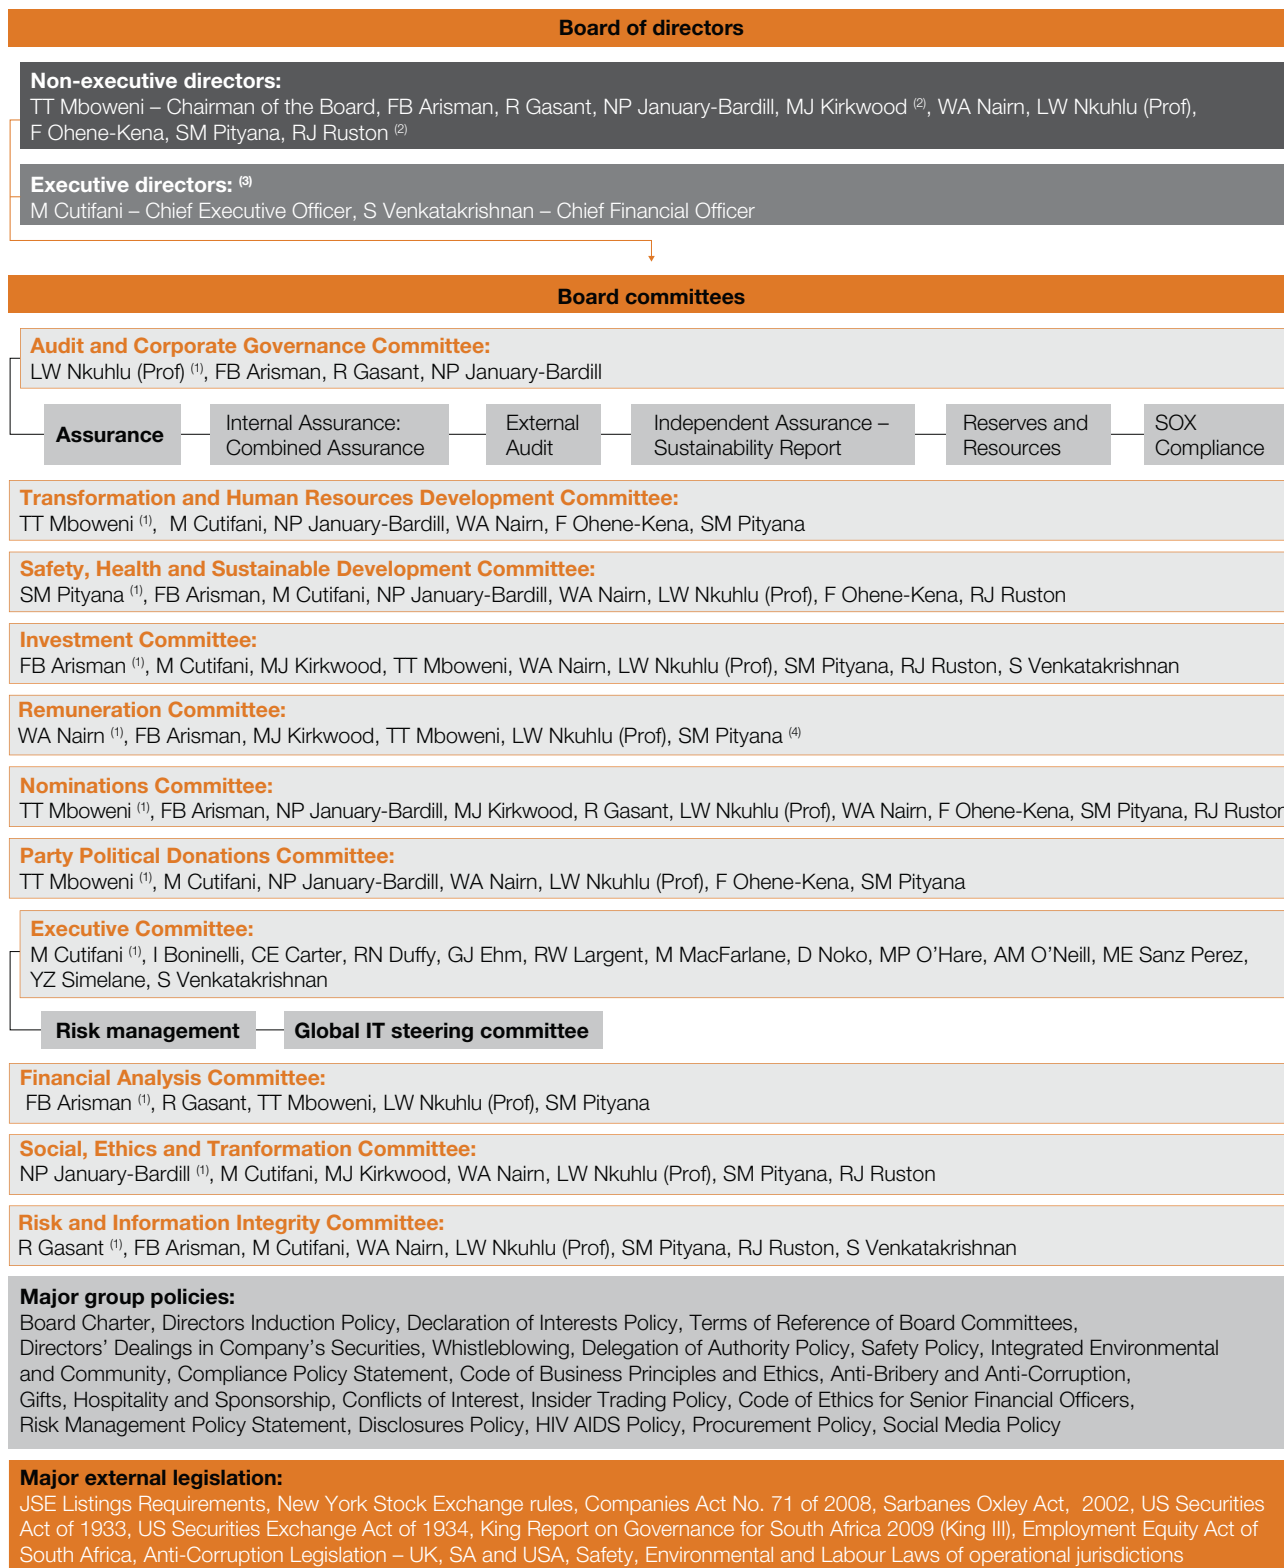 Board of directors
Non-executive directors:
TT Mboweni – Chairman of the Board, FB Arisman, R Gasant, NP January-Bardill, MJ Kirkwood (2), WA Nairn, LW Nkuhlu (Prof),
F Ohene-Kena, SM Pityana, RJ Ruston (2)
Executive directors: (3)
M Cutifani – Chief Executive Officer, S Venkatakrishnan – Chief Financial Officer
Board committees
Audit and Corporate Governance Committee:
LW Nkuhlu (Prof) (1), FB Arisman, R Gasant, NP January-Bardill
Assurance
Internal Assurance:
Combined Assurance
External
Audit
Independent Assurance –
Sustainability Report
Reserves and
Resources
SOX
Compliance
Transformation and Human Resources Development Committee:
TT Mboweni (1), M Cutifani, NP January-Bardill, WA Nairn, F Ohene-Kena, SM Pityana
Safety, Health and Sustainable Development Committee:
SM Pityana (1), FB Arisman, M Cutifani, NP January-Bardill, WA Nairn, LW Nkuhlu (Prof), F Ohene-Kena, RJ Ruston
Investment Committee:
FB Arisman (1), M Cutifani, MJ Kirkwood, TT Mboweni, WA Nairn, LW Nkuhlu (Prof), SM Pityana, RJ Ruston, S Venkatakrishnan
Remuneration Committee:
WA Nairn (1), FB Arisman, MJ Kirkwood, TT Mboweni, LW Nkuhlu (Prof), SM Pityana (4)
Nominations Committee:
TT Mboweni (1), FB Arisman, NP January-Bardill, MJ Kirkwood, R Gasant, LW Nkuhlu (Prof), WA Nairn, F Ohene-Kena, SM Pityana, RJ Ruston
Party Political Donations Committee:
TT Mboweni (1), M Cutifani, NP January-Bardill, WA Nairn, LW Nkuhlu (Prof), F Ohene-Kena, SM Pityana
Executive Committee:
M Cutifani (1), I Boninelli, CE Carter, RN Duffy, GJ Ehm, RW Largent, M MacFarlane, D Noko, MP O’Hare, AM O’Neill, ME Sanz Perez,
YZ Simelane, S Venkatakrishnan
Risk management
Global IT steering committee
Financial Analysis Committee:
FB Arisman (1), R Gasant, TT Mboweni, LW Nkuhlu (Prof), SM Pityana
Social, Ethics and Tranformation Committee:
NP January-Bardill (1), M Cutifani, MJ Kirkwood, WA Nairn, LW Nkuhlu (Prof), SM Pityana, RJ Ruston
Risk and Information Integrity Committee:
R Gasant (1), FB Arisman, M Cutifani, WA Nairn, LW Nkuhlu (Prof), SM Pityana, RJ Ruston, S Venkatakrishnan
Major group policies:
Board Charter, Directors Induction Policy, Declaration of Interests Policy, Terms of Reference of Board Committees,
Directors’ Dealings in Company’s Securities, Whistleblowing, Delegation of Authority Policy, Safety Policy, Integrated Environmental
and Community, Compliance Policy Statement, Code of Business Principles and Ethics, Anti-Bribery and Anti-Corruption,
Gifts, Hospitality and Sponsorship, Conflicts of Interest, Insider Trading Policy, Code of Ethics for Senior Financial Officers,
Risk Management Policy Statement, Disclosures Policy, HIV AIDS Policy, Procurement Policy, Social Media Policy
Major external legislation:
JSE Listings Requirements, New York Stock Exchange rules, Companies Act No. 71 of 2008, Sarbanes Oxley Act, 2002, US Securities
Act of 1933, US Securities Exchange Act of 1934, King Report on Governance for South Africa 2009 (King III), Employment Equity Act of
South Africa, Anti-Corruption Legislation – UK, SA and USA, Safety, Environmental and Labour Laws of operational jurisdictions